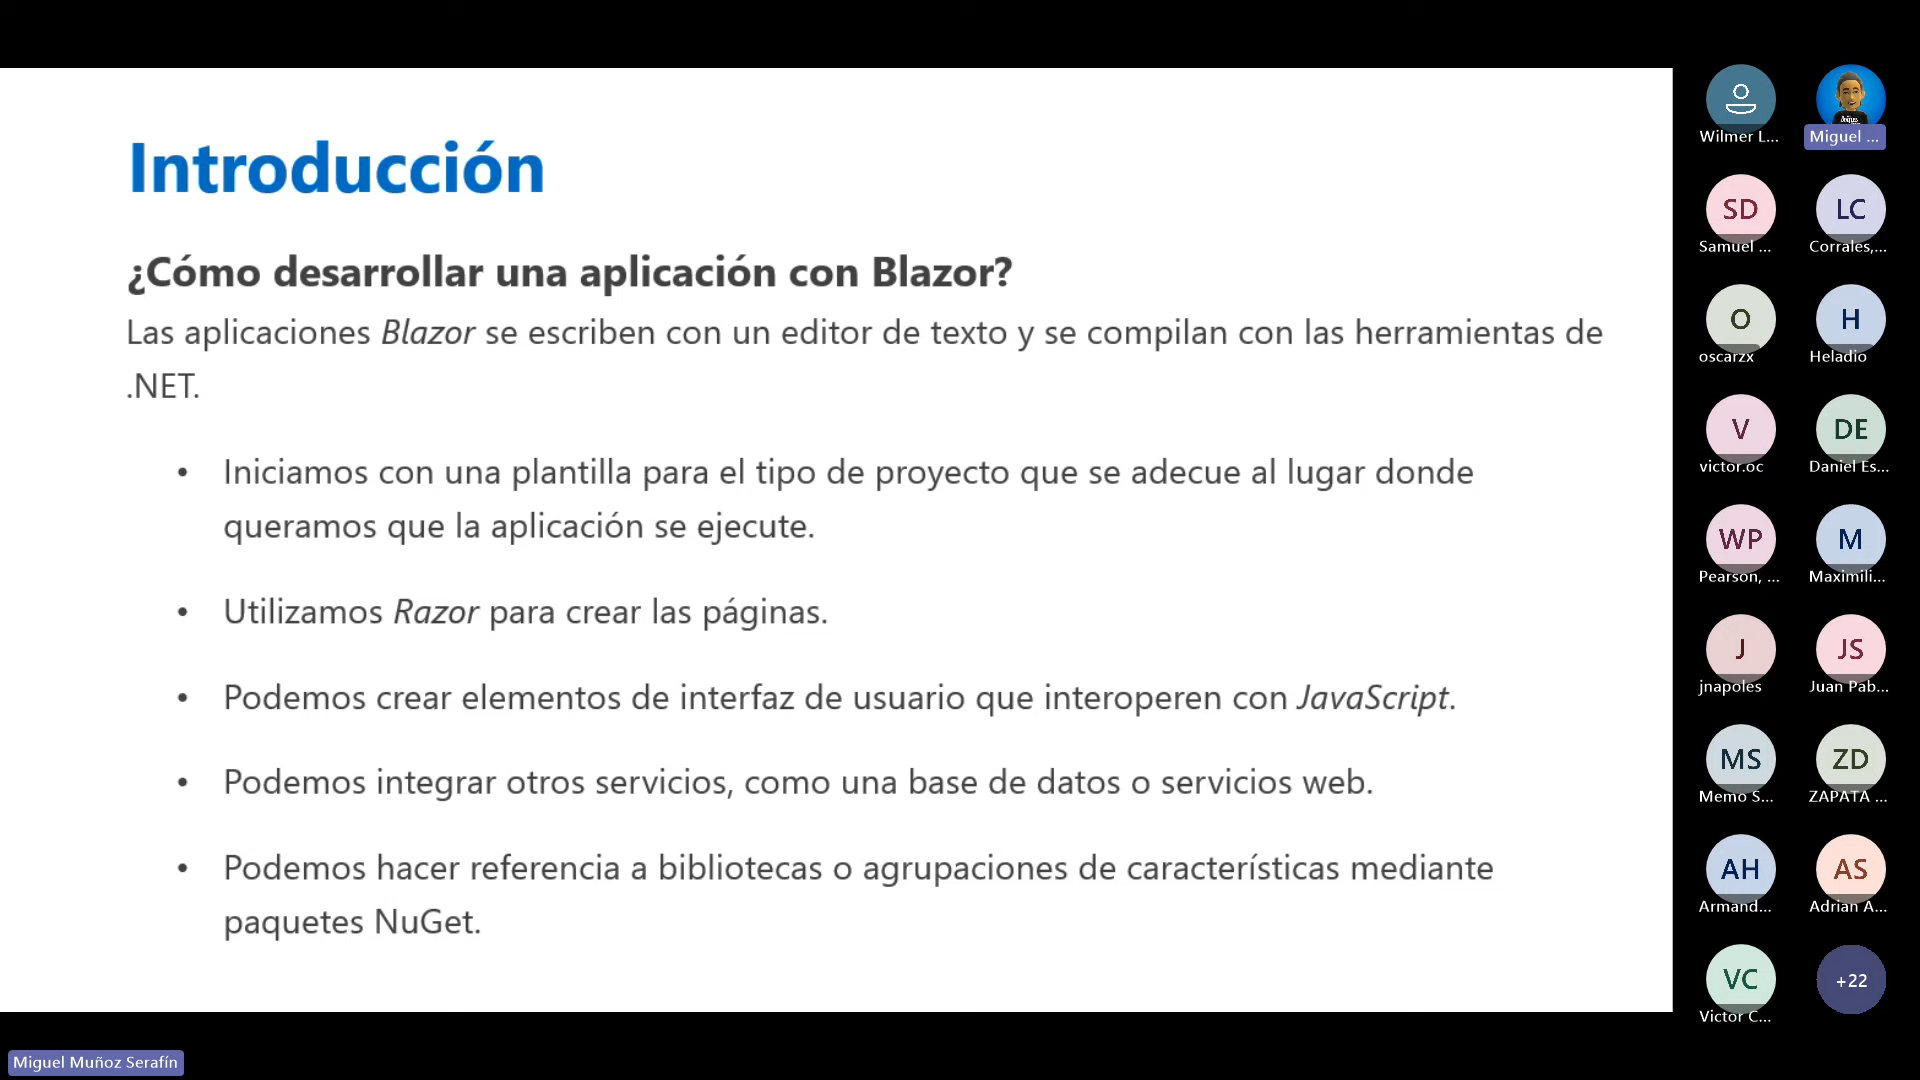 Introducción
¿Cómo desarrollar una aplicación con Blazor?
Las aplicaciones Blazor se escriben con un editor de texto y se compilan con las herramientas de
.NET.
• Iniciamos con una plantilla para el tipo de proyecto que se adecue al lugar donde
queramos que la aplicación se ejecute.
• Utilizamos Razor para crear las páginas.
• Podemos crear elementos de interfaz de usuario que interoperen con JavaScript.
• Podemos integrar otros servicios, como una base de datos o servicios web.
• Podemos hacer referencia a bibliotecas o agrupaciones de características mediante
paquetes NuGet.
Wilmer L...
Miguel ...
SD
Samuel ...
LC
Corrales,...
O
oscarzx
H
Heladio
V
victor.oc
DE
Daniel Es...
WP
Pearson, ...
M
Maximili...
J
jnapoles
JS
Juan Pab...
MS
Memo S...
ZD
ZAPATA ...
AH
Armand...
AS
Adrian A...
VC
Victor C...
+22
Miguel Muñoz Serafín